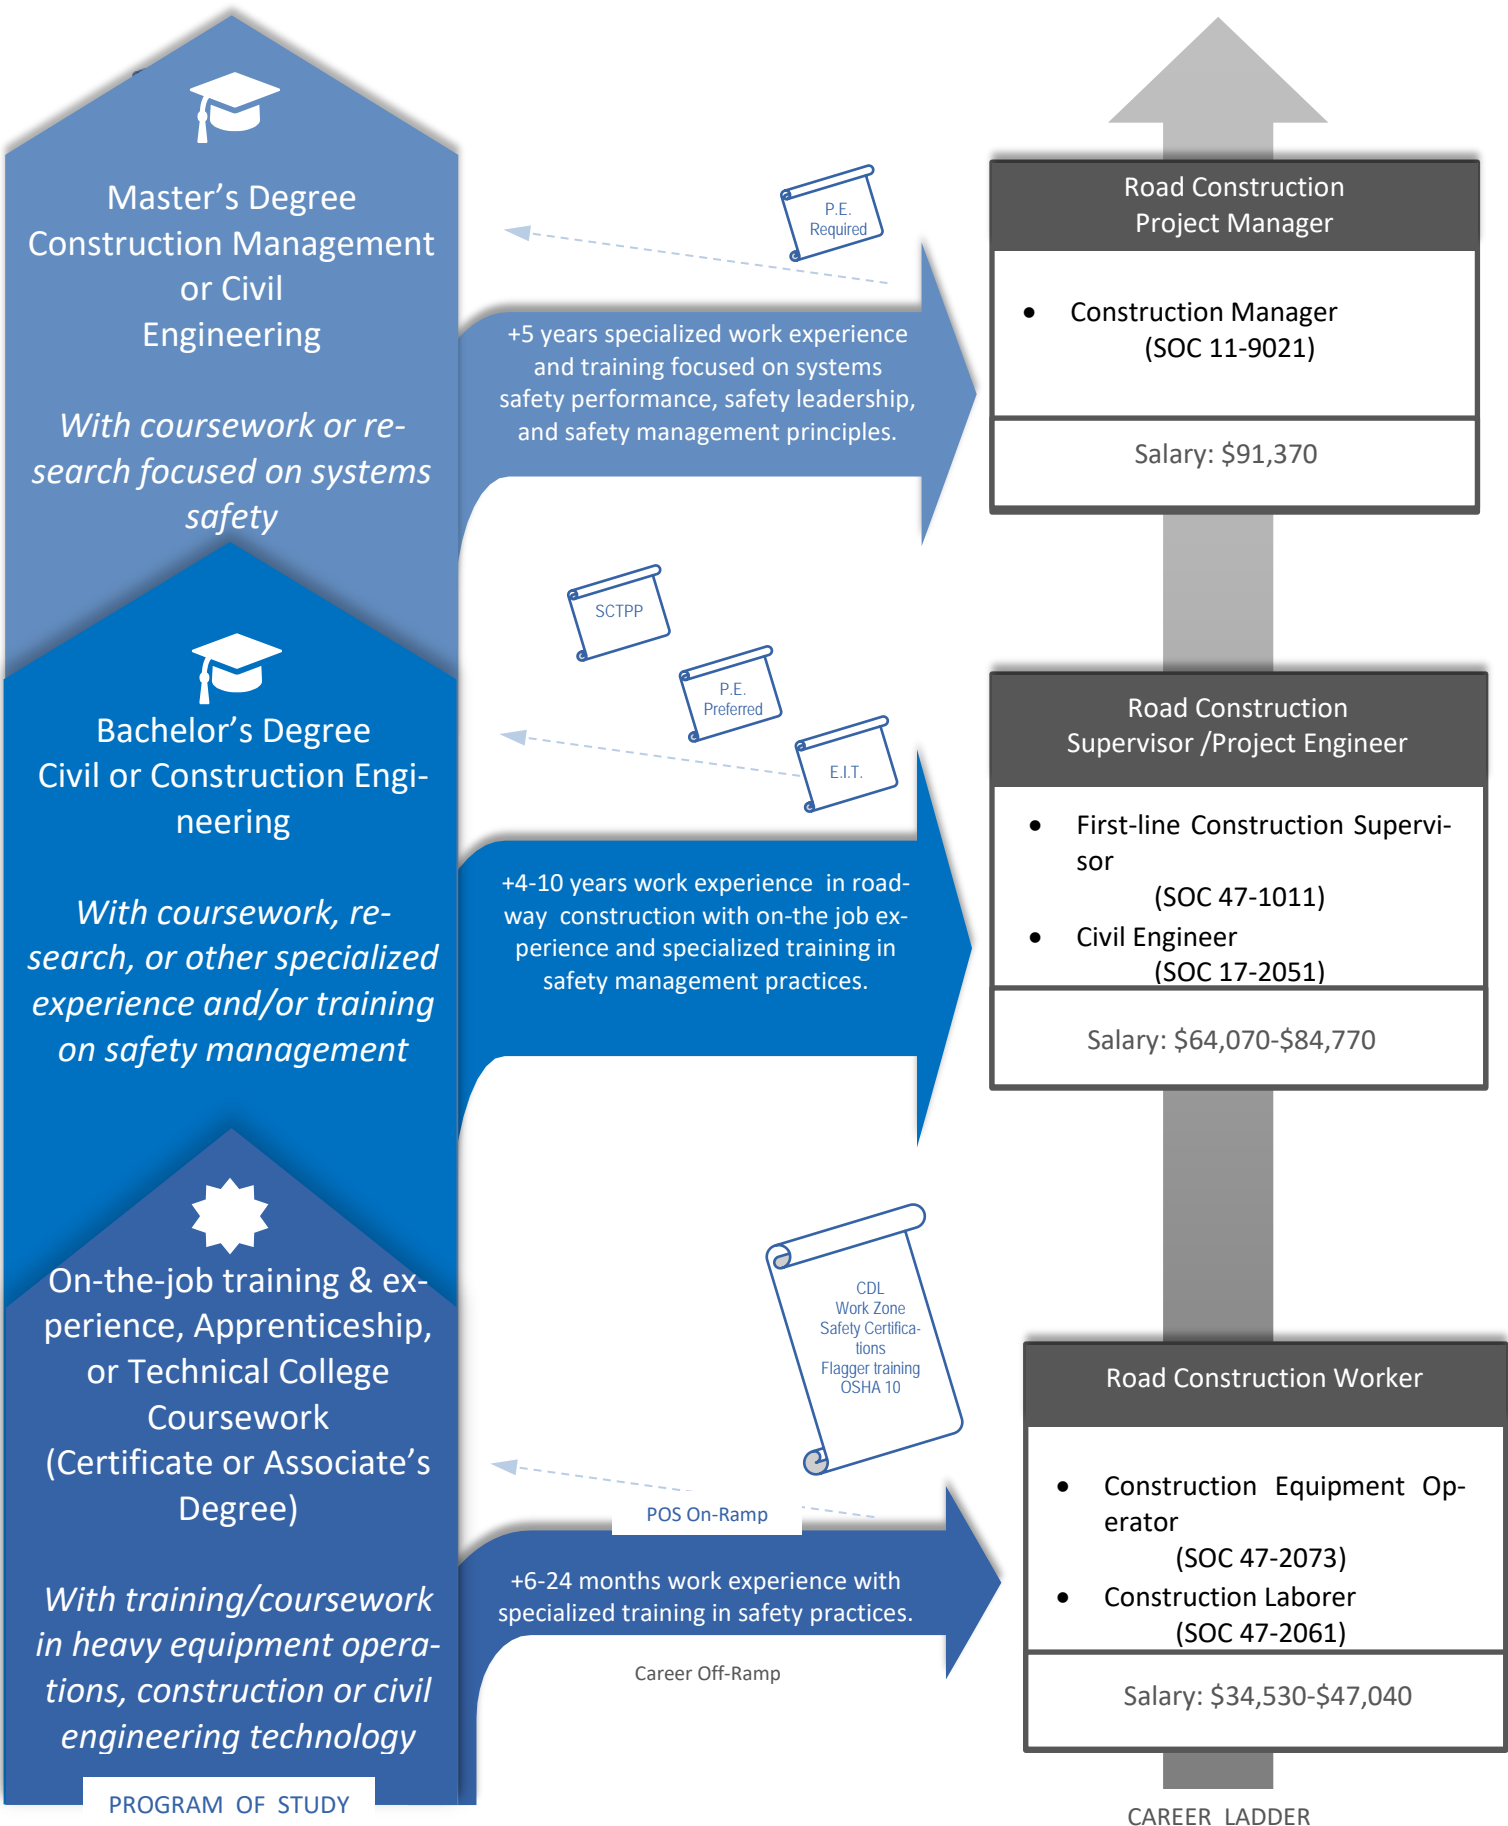 Master’s Degree
Construction Management
or Civil
Engineering
With coursework or re-
search focused on systems
safety
P.E.
Required
+5 years specialized work experience
and training focused on systems
safety performance, safety leadership,
and safety management principles.
Road Construction
Project Manager
• Construction Manager
(SOC 11-9021)
Salary: $91,370
Bachelor’s Degree
Civil or Construction Engi-
neering
With coursework, re-
search, or other specialized
experience and/or training
on safety management
SCTPP
P.E.
Preferred
E.I.T.
+4-10 years work experience in road-
way construction with on-the job ex-
perience and specialized training in
safety management practices.
Road Construction
Supervisor /Project Engineer
• First-line Construction Supervi-
sor
(SOC 47-1011)
• Civil Engineer
(SOC 17-2051)
Salary: $64,070-$84,770
On-the-job training & ex-
perience, Apprenticeship,
or Technical College
Coursework
(Certificate or Associate’s
Degree)
With training/coursework
in heavy equipment opera-
tions, construction or civil
engineering technology
PROGRAM OF STUDY
CDL
Work Zone
Safety Certifica-
tions
Flagger training
OSHA 10
POS On-Ramp
+6-24 months work experience with
specialized training in safety practices.
Career Off-Ramp
Road Construction Worker
• Construction Equipment Op-
erator
(SOC 47-2073)
• Construction Laborer
(SOC 47-2061)
Salary: $34,530-$47,040
CAREER LADDER